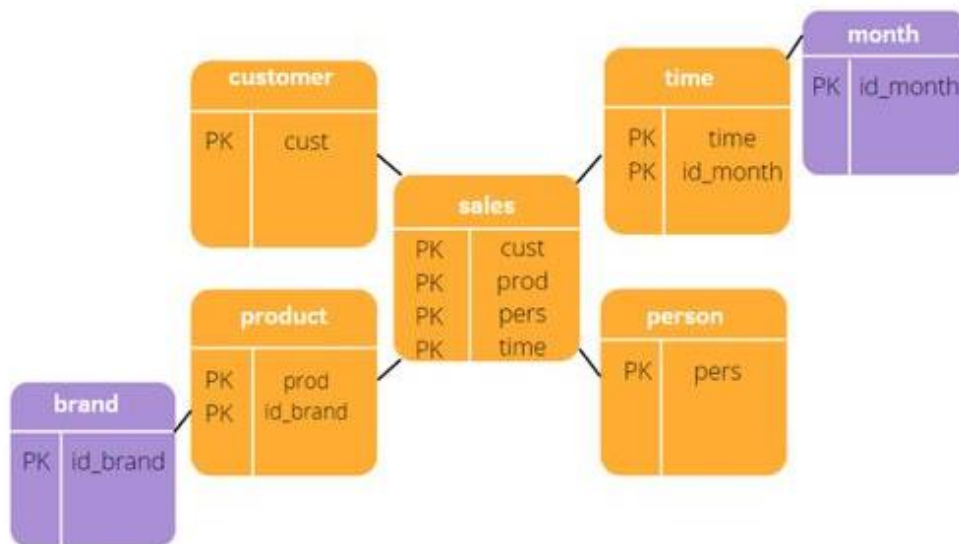 customer
PK cust
time
PK time
PK id_month
month
PK id_month
sales
PK cust
PK prod
PK pers
PK time
product
PK prod
PK id_brand
person
PK pers
brand
PK id_brand